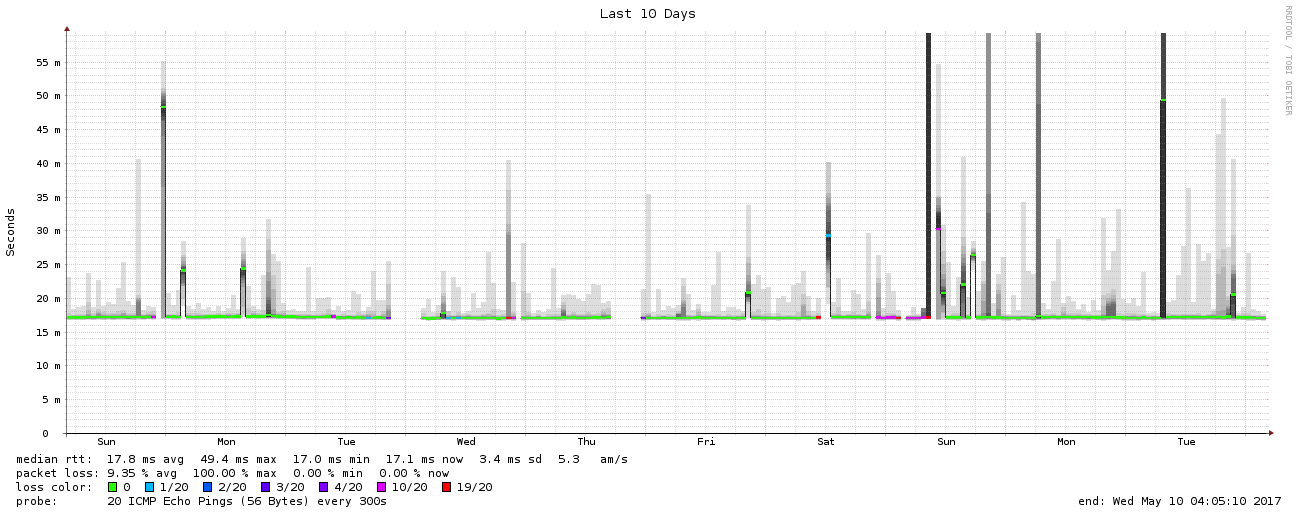 Last 10 Days
RRDTOOL / TOBI OETIKER
Seconds
55 m
50 m
45 m
40 m
35 m
30 m
25 m
20 m
15 m
10 m
5 m
0
Sun Mon Tue Wed Thu Fri Sat Sun Mon Tue
median rtt: 17.8 ms avg 49.4 ms max 17.0 ms min 17.1 ms now 3.4 ms sd 5.3 am/s
packet loss: 9.35 % avg 100.00 % max 0.00 % min 0.00 % now
loss color: 0 1/20 2/20 3/20 4/20 10/20 19/20
probe: 20 ICMP Echo Pings (56 Bytes) every 300s end: Wed May 10 04:05:10 2017